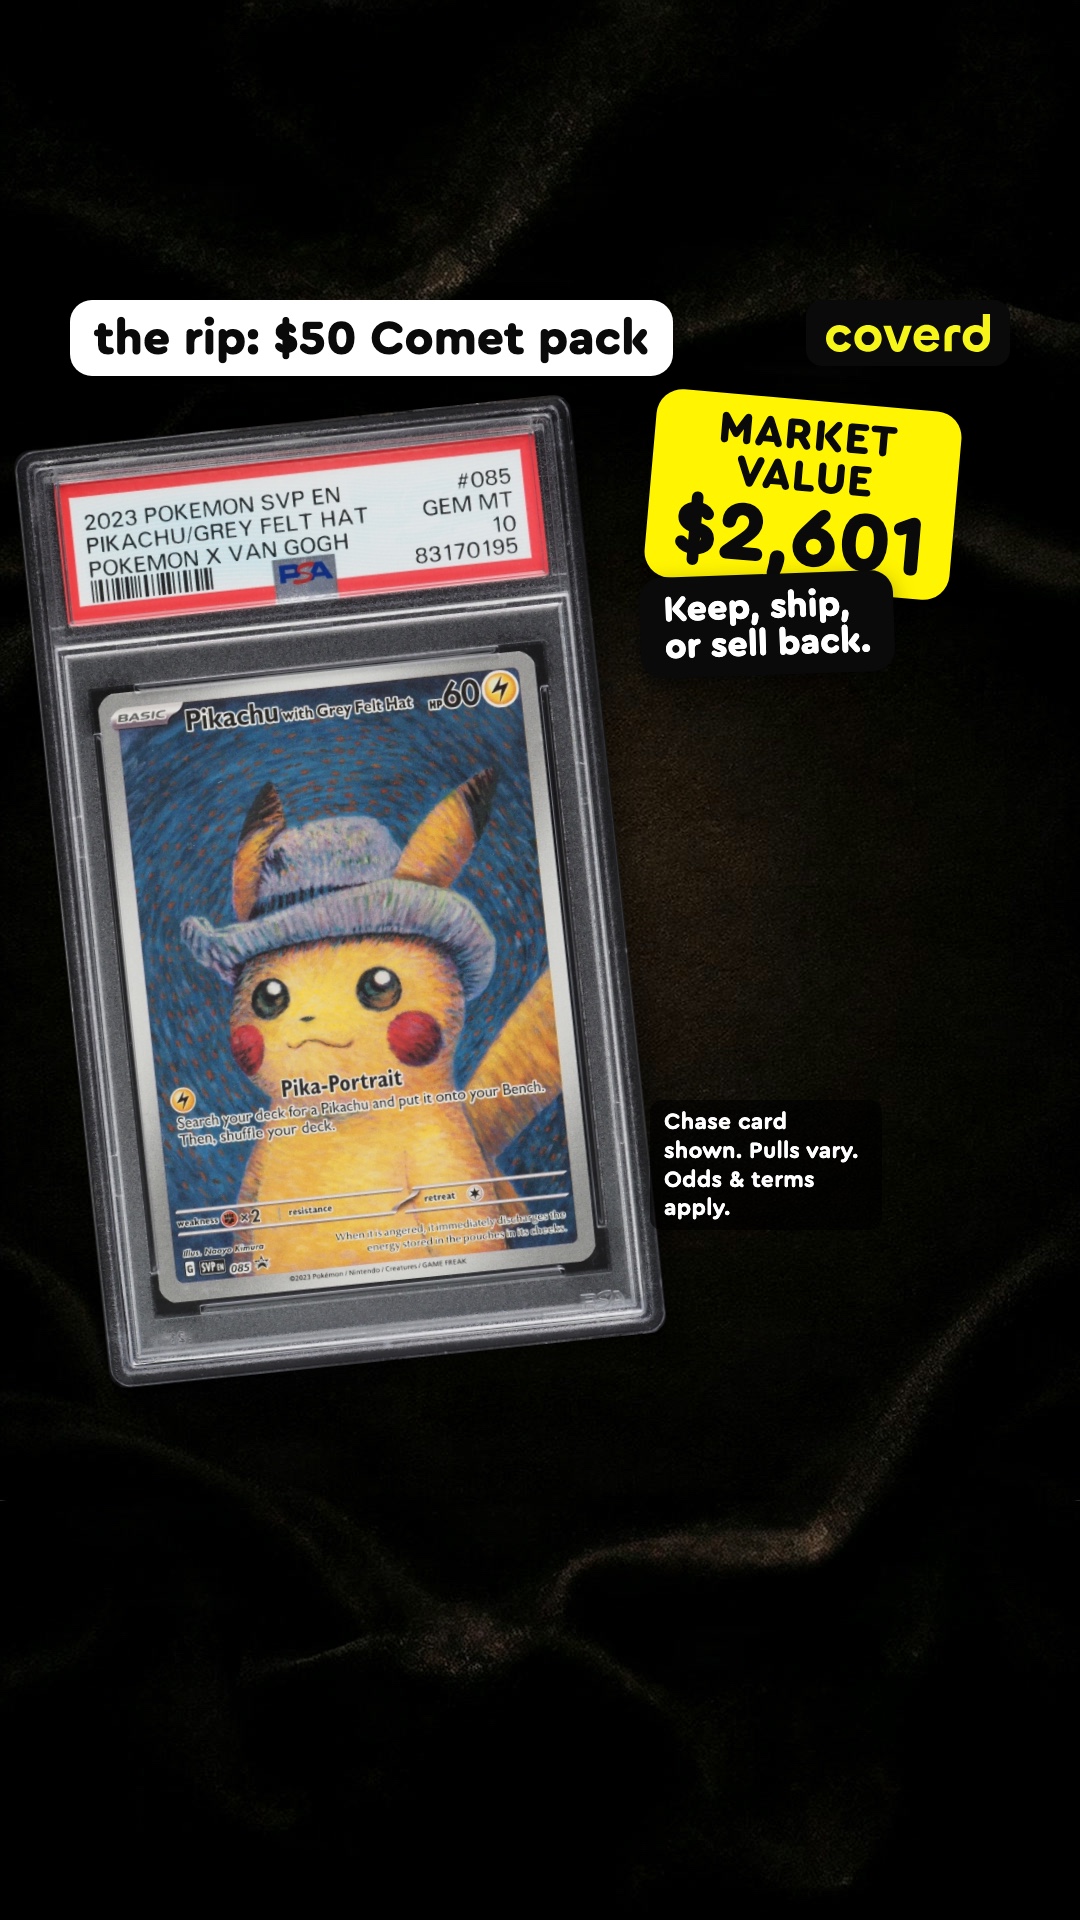 the rip: $50 Comet pack
coverd
MARKET
VALUE
$2,601
Keep, ship,
or sell back.
2023 POKEMON SVP EN
PIKACHU/GREY FELT HAT
POKEMON X VAN GOGH
#085
GEM MT
10
83170195
PSA
BASIC
Pikachu with Grey Felt Hat
HP60
Pika-Portrait
Search your deck for a Pikachu and put it onto your Bench.
Then, shuffle your deck.
weakness ×2
resistance
retreat
When it is angered, it immediately discharges the
energy stored in the pouches in its cheeks.
Illus. Naoyo Kimura
G SVP EN 085
©2023 Pokémon / Nintendo / Creatures / GAME FREAK
Chase card
shown. Pulls vary.
Odds & terms
apply.